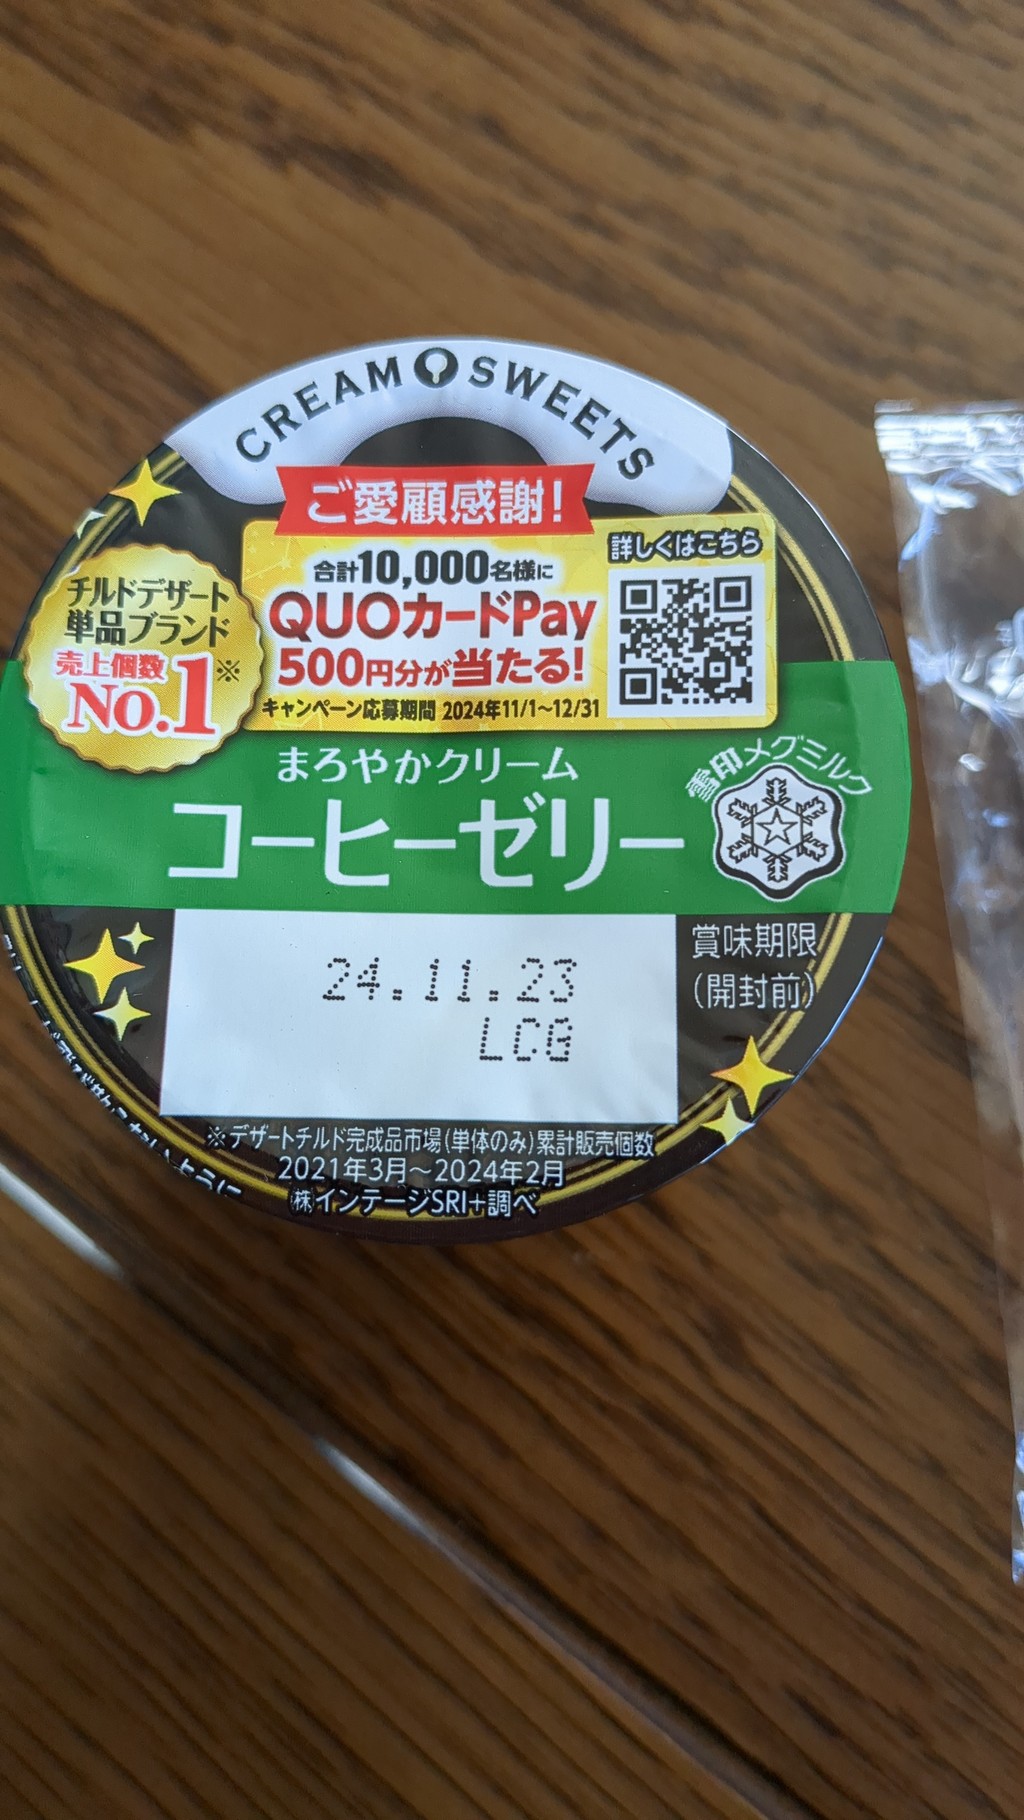 CREAM SWEETS
ご愛顧感謝!
合計10,000名様に
QUOカードPay
500円分が当たる!
キャンペーン応募期間 2024年11/1~12/31
詳しくはこちら
チルドデザート
単品ブランド
売上個数
No.1※
まろやかクリーム
コーヒーゼリー
雪印メグミルク
24.11.23
LCG
賞味期限
(開封前)
※デザートチルド完成品市場(単体のみ)累計販売個数
2021年3月~2024年2月
㈱インテージSRI+調べ